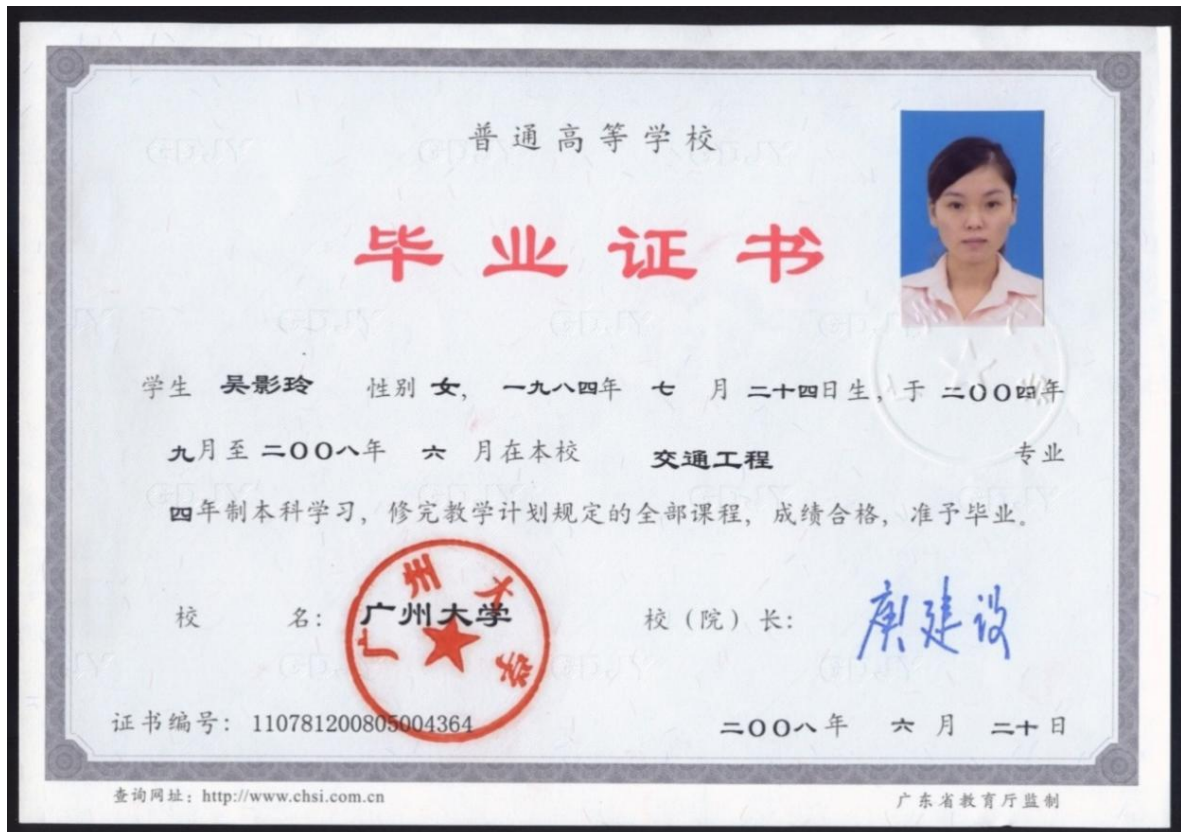 普通高等学校
毕业证书
学生 吴影玲 性别 女，一九八四年 七 月 二十四日生，于 二〇〇四年
九月至 二〇〇八年 六 月在本校 交通工程 专业
四年制本科学习，修完教学计划规定的全部课程，成绩合格，准予毕业。
校 名： 广州大学 校（院）长： 庾建设
广州大学
证书编号： 110781200805004364 二〇〇八年 六 月 二十 日
查询网址：http://www.chsi.com.cn 广东省教育厅监制